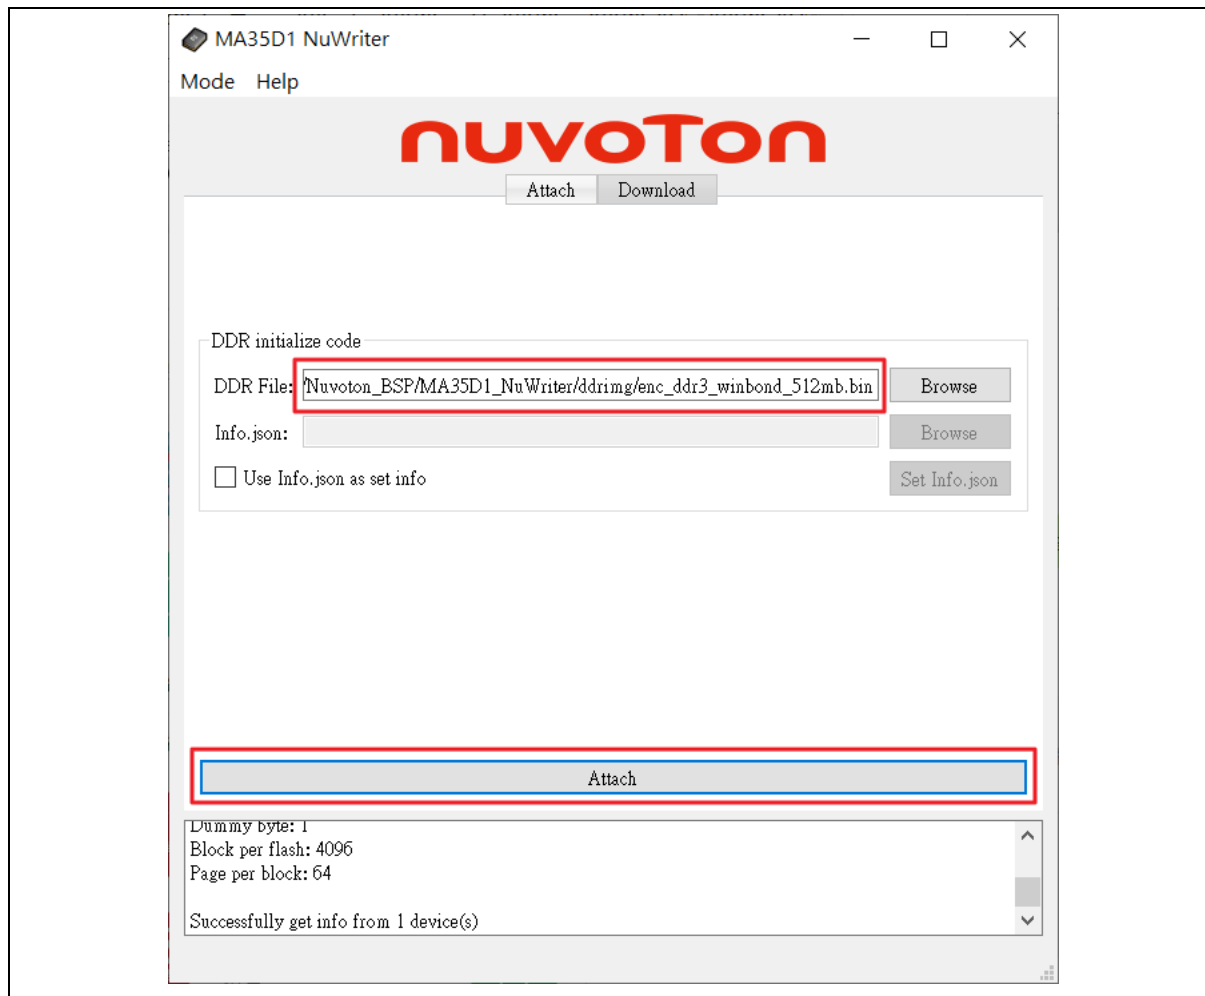 MA35D1 NuWriter
Mode Help
nuvoTon
Attach Download
DDR initialize code
DDR File: /Nuvoton_BSP/MA35D1_NuWriter/ddrimg/enc_ddr3_winbond_512mb.bin Browse
Info.json: Browse
Use Info.json as set info Set Info.json
Attach
Dummy byte: 1
Block per flash: 4096
Page per block: 64
Successfully get info from 1 device(s)